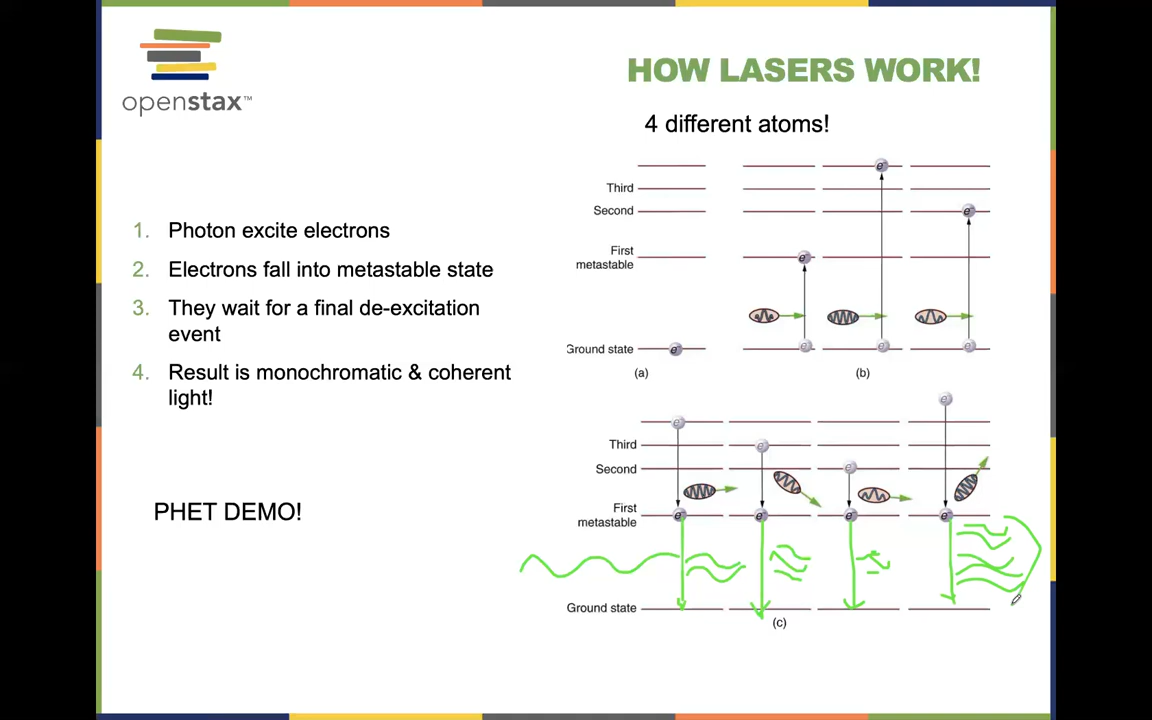 openstax™
HOW LASERS WORK!
4 different atoms!
1. Photon excite electrons
2. Electrons fall into metastable state
3. They wait for a final de-excitation
event
4. Result is monochromatic & coherent
light!
PHET DEMO!
Third
Second
First
metastable
Ground state
e⁻
e⁻
e⁻
e⁻
e⁻
e⁻
e⁻
(a)
(b)
e⁻
Third
e⁻
Second
e⁻
e⁻
First
metastable
e⁻
e⁻
e⁻
e⁻
Ground state
(c)